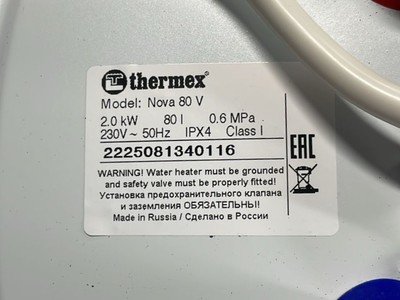 thermex®
Model: Nova 80 V
2.0 kW 80 l 0.6 MPa
230V~ 50Hz IPX4 Class I
2225081340116
EAC
WARNING! Water heater must be grounded
and safety valve must be properly fitted!
Установка предохранительного клапана
и заземления ОБЯЗАТЕЛЬНЫ!
Made in Russia / Сделано в России